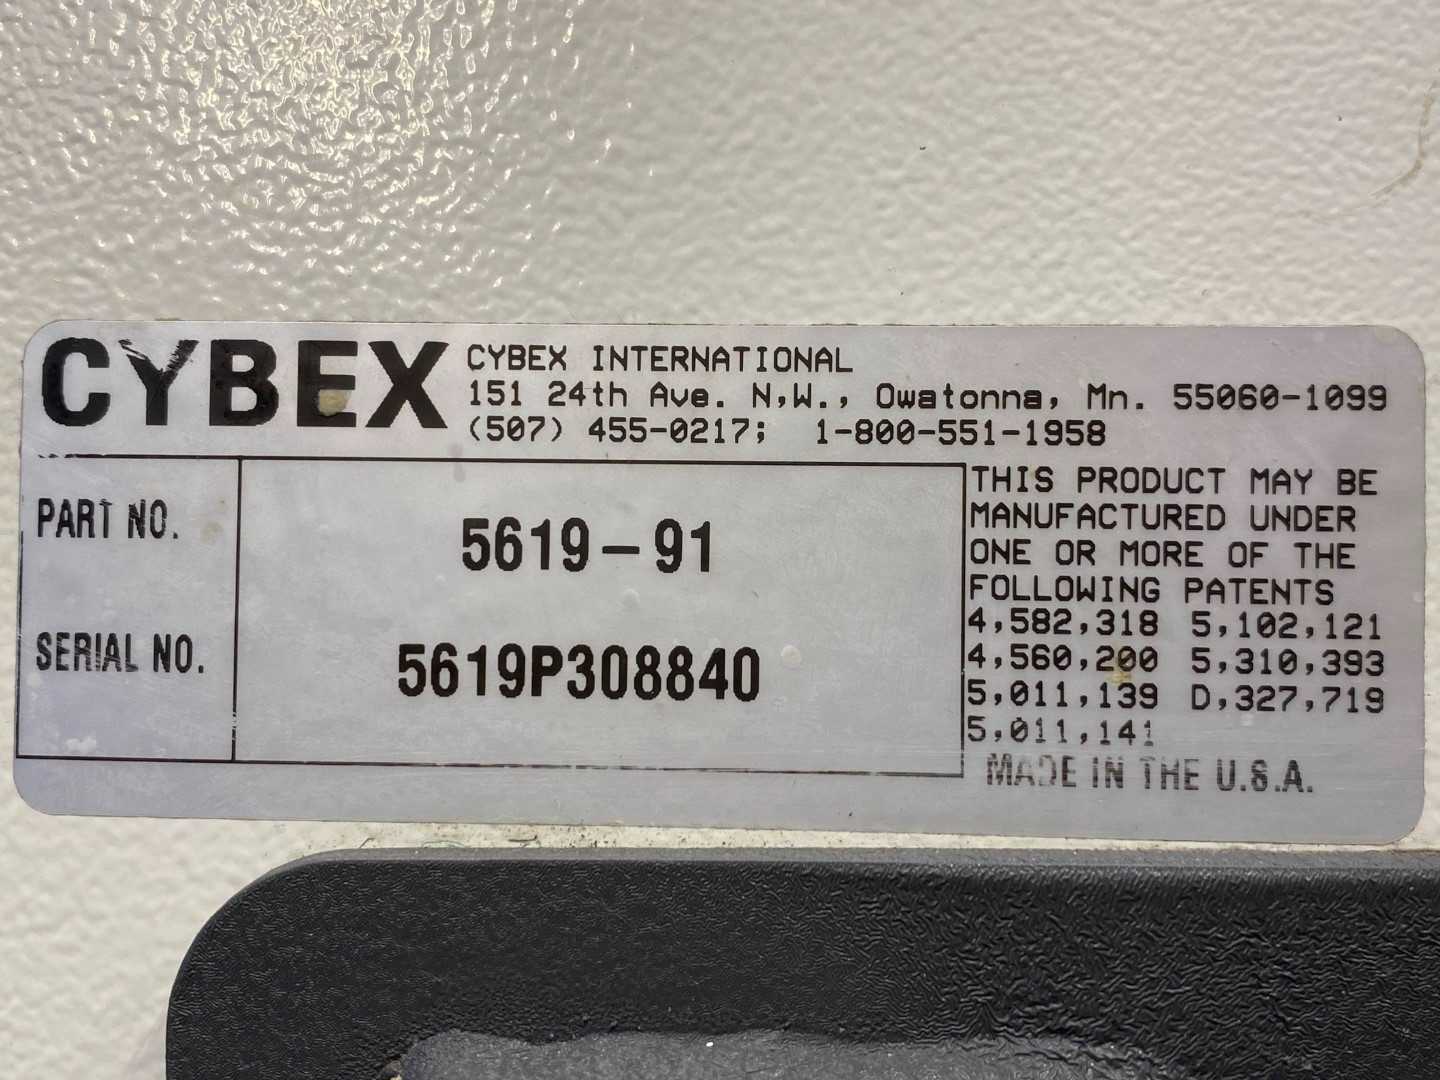 CYBEX
CYBEX INTERNATIONAL
151 24th Ave. N,W., Owatonna, Mn. 55060-1099
(507) 455-0217; 1-800-551-1958
PART NO.
5619-91
SERIAL NO.
5619P308840
THIS PRODUCT MAY BE
MANUFACTURED UNDER
ONE OR MORE OF THE
FOLLOWING PATENTS
4,582,318 5,102,121
4,560,200 5,310,393
5,011,139 D,327,719
5,011,141
MADE IN THE U.S.A.